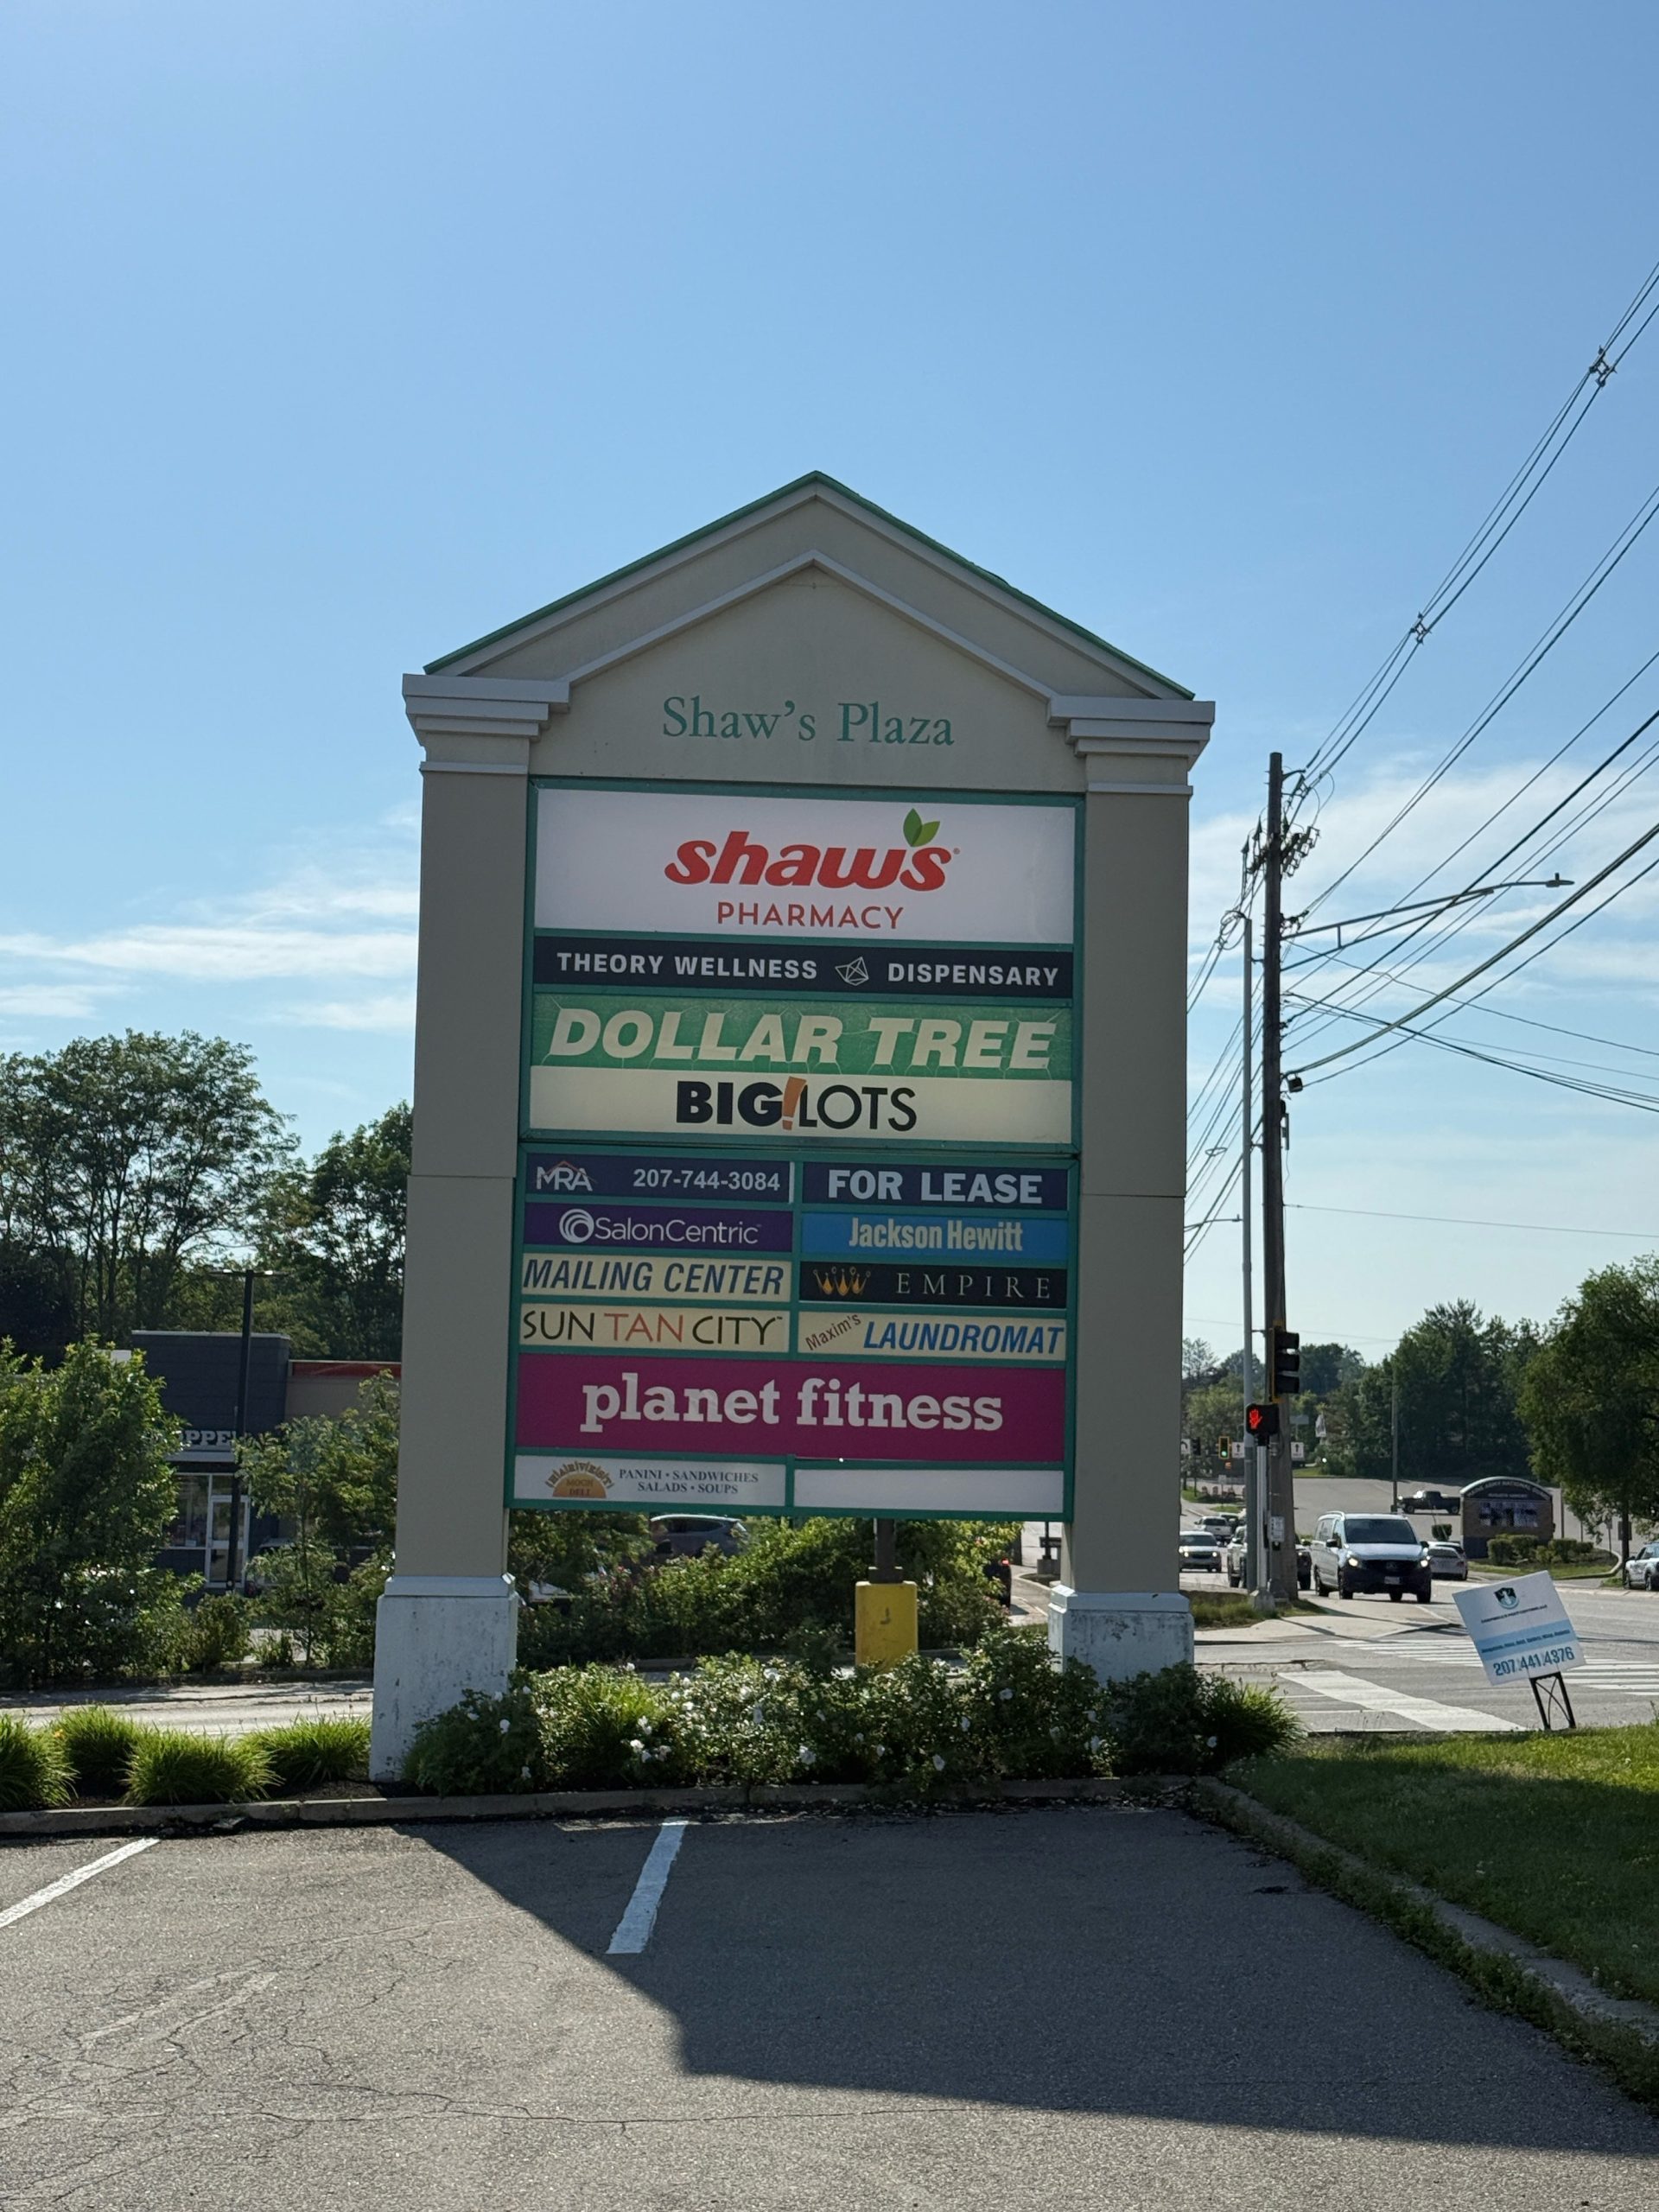 Shaw's Plaza
shaw's
PHARMACY
THEORY WELLNESS DISPENSARY
DOLLAR TREE
BIG!LOTS
MRA 207-744-3084
FOR LEASE
SalonCentric
Jackson Hewitt
MAILING CENTER
EMPIRE
SUN TAN CITY
Maxim's LAUNDROMAT
planet fitness
DELI
PANINI • SANDWICHES
SALADS • SOUPS
207.441.4376